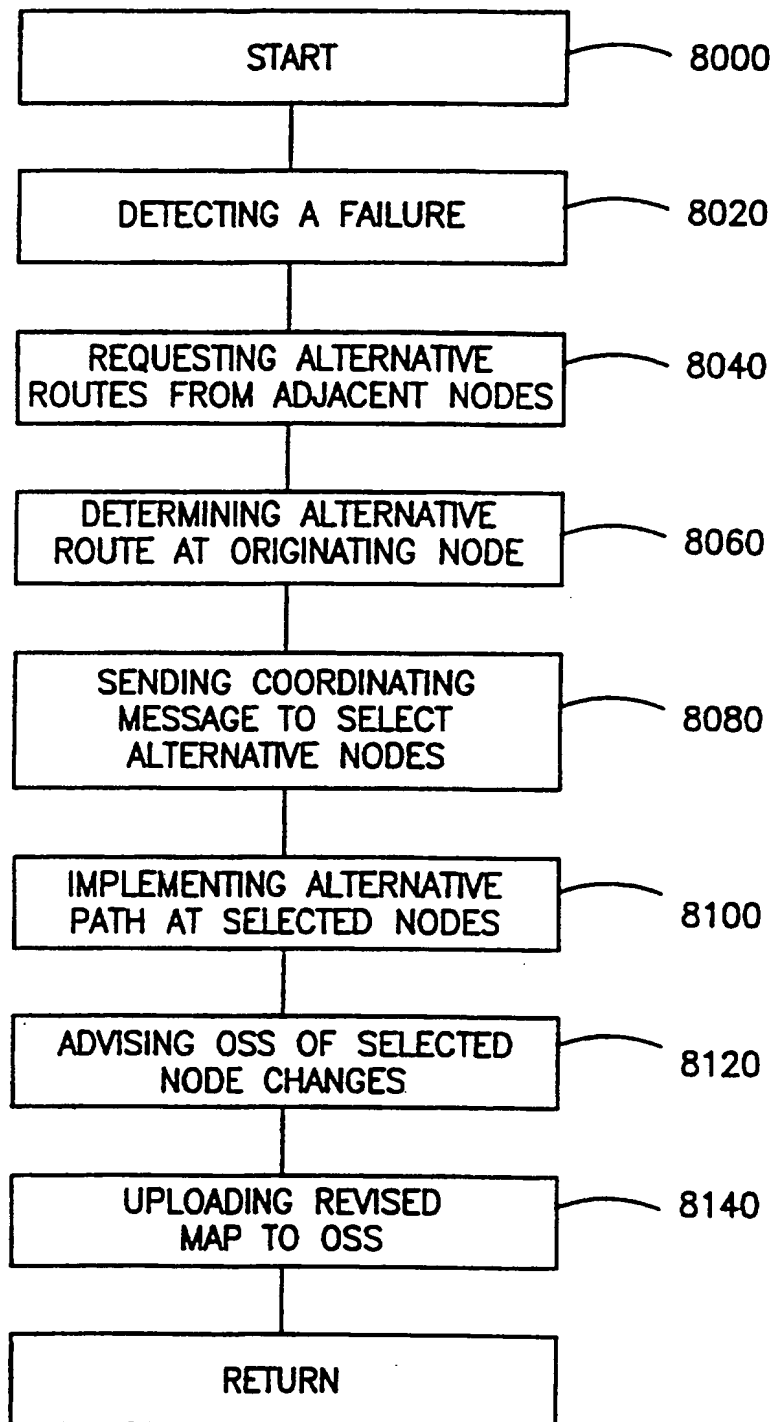 START
8000
DETECTING A FAILURE
8020
REQUESTING ALTERNATIVE
ROUTES FROM ADJACENT NODES
8040
DETERMINING ALTERNATIVE
ROUTE AT ORIGINATING NODE
8060
SENDING COORDINATING
MESSAGE TO SELECT
ALTERNATIVE NODES
8080
IMPLEMENTING ALTERNATIVE
PATH AT SELECTED NODES
8100
ADVISING OSS OF SELECTED
NODE CHANGES
8120
UPLOADING REVISED
MAP TO OSS
8140
RETURN